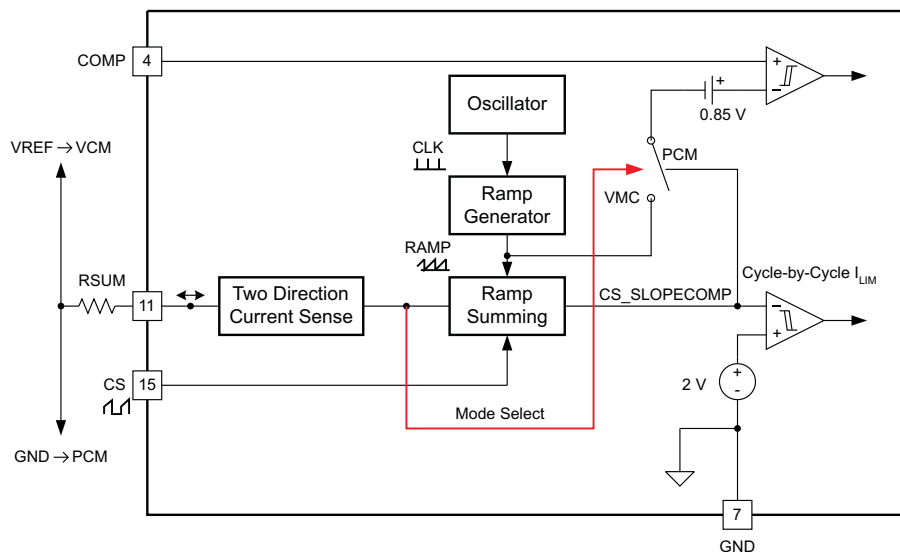 COMP
4
Oscillator
+
−
+
0.85 V
CLK
PCM
VREF → VCM
Ramp
Generator
VMC
RAMP
RSUM
11
Two Direction
Current Sense
Ramp
Summing
CS_SLOPECOMP
Cycle-by-Cycle I_LIM
−
+
CS
15
2 V
+
-
Mode Select
GND → PCM
7
GND